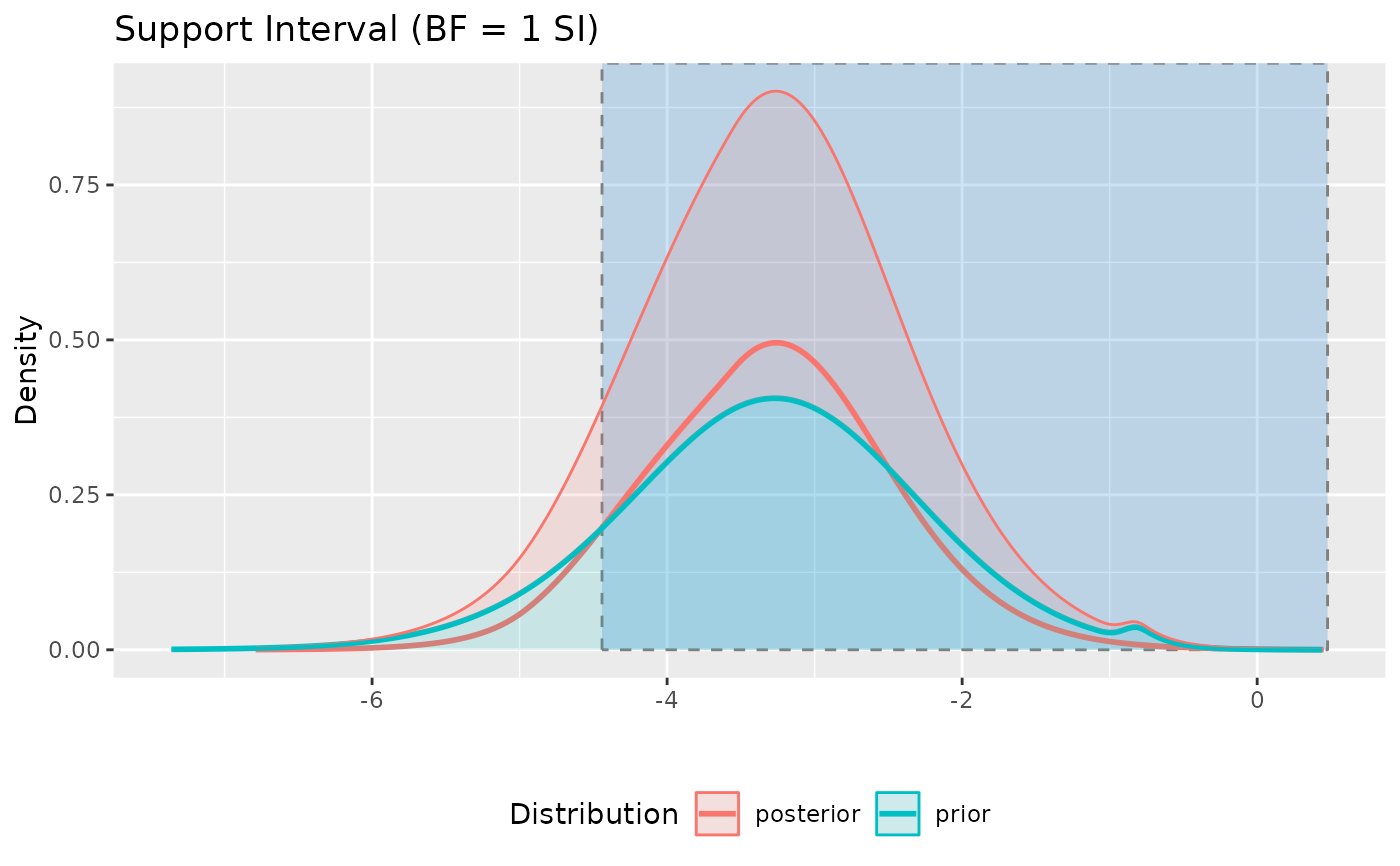 Support Interval (BF = 1 SI)
Density
0.75
0.50
0.25
0.00
-6 -4 -2 0
Distribution posterior prior